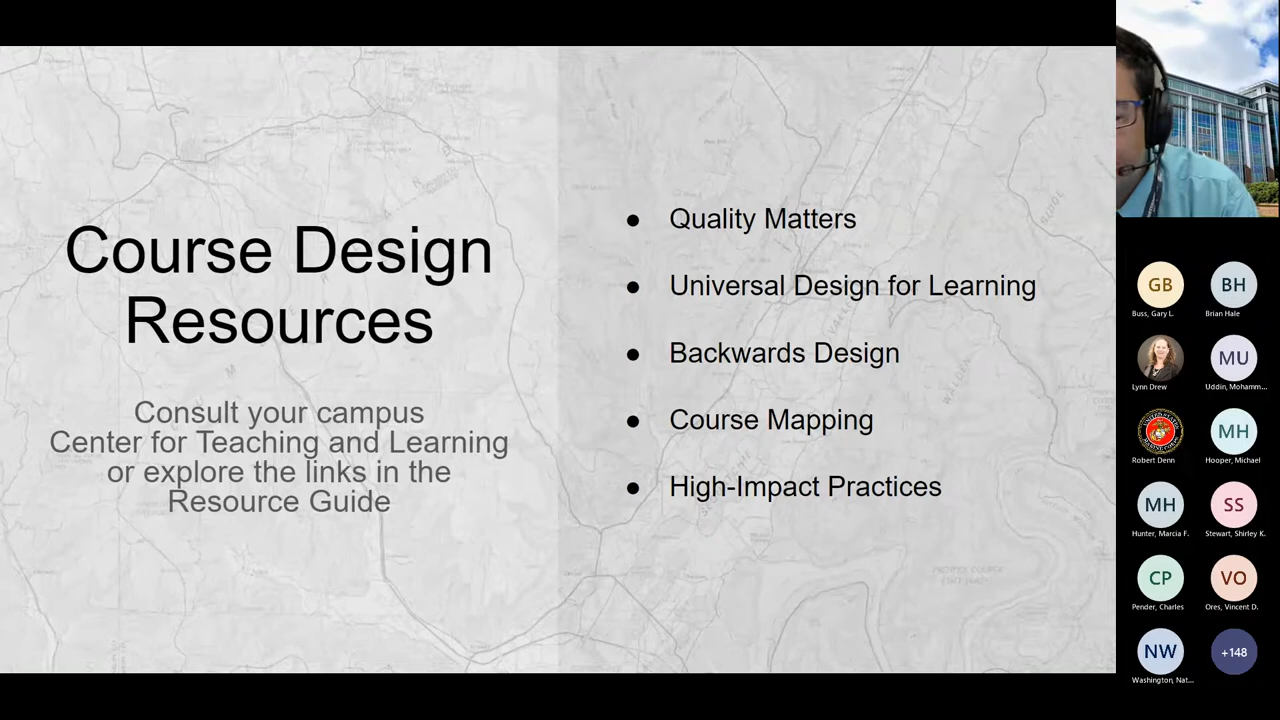 Course Design
Resources
Consult your campus
Center for Teaching and Learning
or explore the links in the
Resource Guide
● Quality Matters
● Universal Design for Learning
● Backwards Design
● Course Mapping
● High-Impact Practices
GB
BH
Buss, Gary L.
Brian Hale
MU
Lynn Drew
Uddin, Mohamm...
MH
Robert Denn
Hooper, Michael
MH
SS
Hunter, Marcia F.
Stewart, Shirley K.
CP
VO
Pender, Charles
Ores, Vincent D.
NW
+148
Washington, Nat...